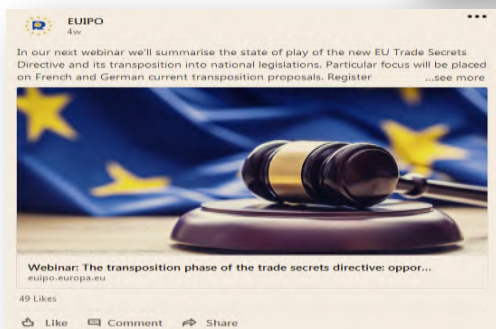 EUIPO
4w
In our next webinar we'll summarise the state of play of the new EU Trade Secrets
Directive and its transposition into national legislations. Particular focus will be placed
on French and German current transposition proposals. Register ...see more
Webinar: The transposition phase of the trade secrets directive: oppor...
euipo.europa.eu
49 Likes
Like Comment Share